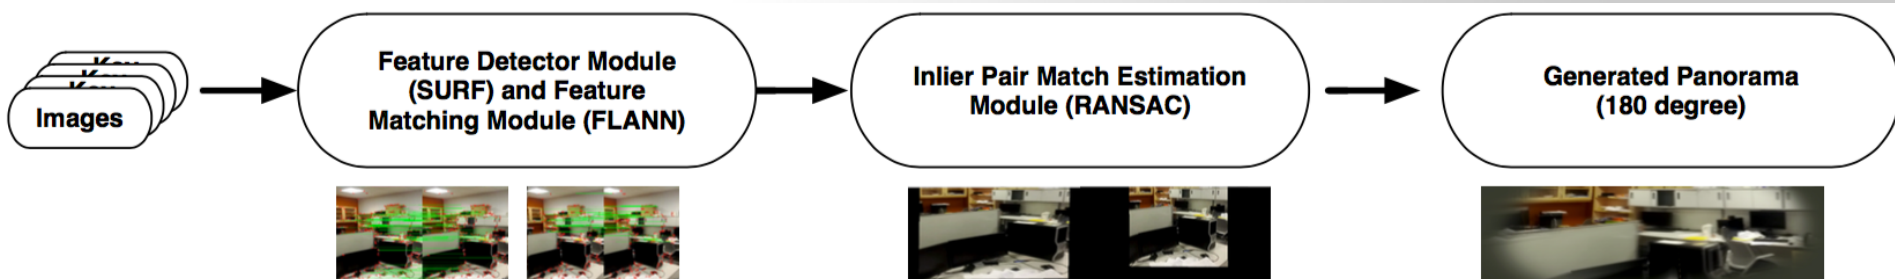 Images
Feature Detector Module
(SURF) and Feature
Matching Module (FLANN)
Inlier Pair Match Estimation
Module (RANSAC)
Generated Panorama
(180 degree)